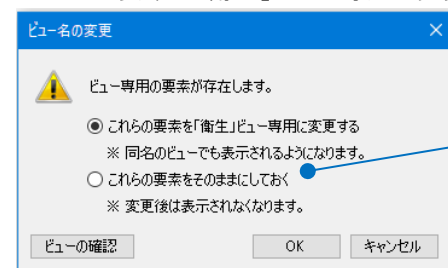 ビュー名の変更
ビュー専用の要素が存在します。
これらの要素を「衛生」ビュー専用に変更する
※ 同名のビューでも表示されるようになります。
これらの要素をそのままにしておく
※ 変更後は表示されなくなります。
ビューの確認 OK キャンセル